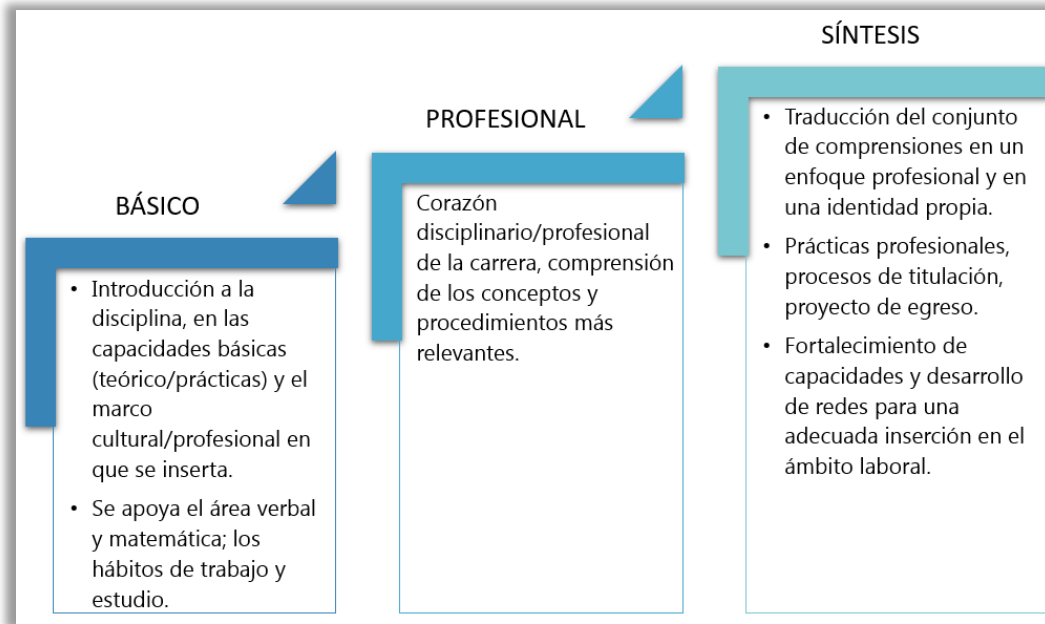 BÁSICO
• Introducción a la
disciplina, en las
capacidades básicas
(teórico/prácticas) y el
marco
cultural/profesional en
que se inserta.
• Se apoya el área verbal
y matemática; los
hábitos de trabajo y
estudio.
PROFESIONAL
Corazón
disciplinario/profesional
de la carrera, comprensión
de los conceptos y
procedimientos más
relevantes.
SÍNTESIS
• Traducción del conjunto
de comprensiones en un
enfoque profesional y en
una identidad propia.
• Prácticas profesionales,
procesos de titulación,
proyecto de egreso.
• Fortalecimiento de
capacidades y desarrollo
de redes para una
adecuada inserción en el
ámbito laboral.